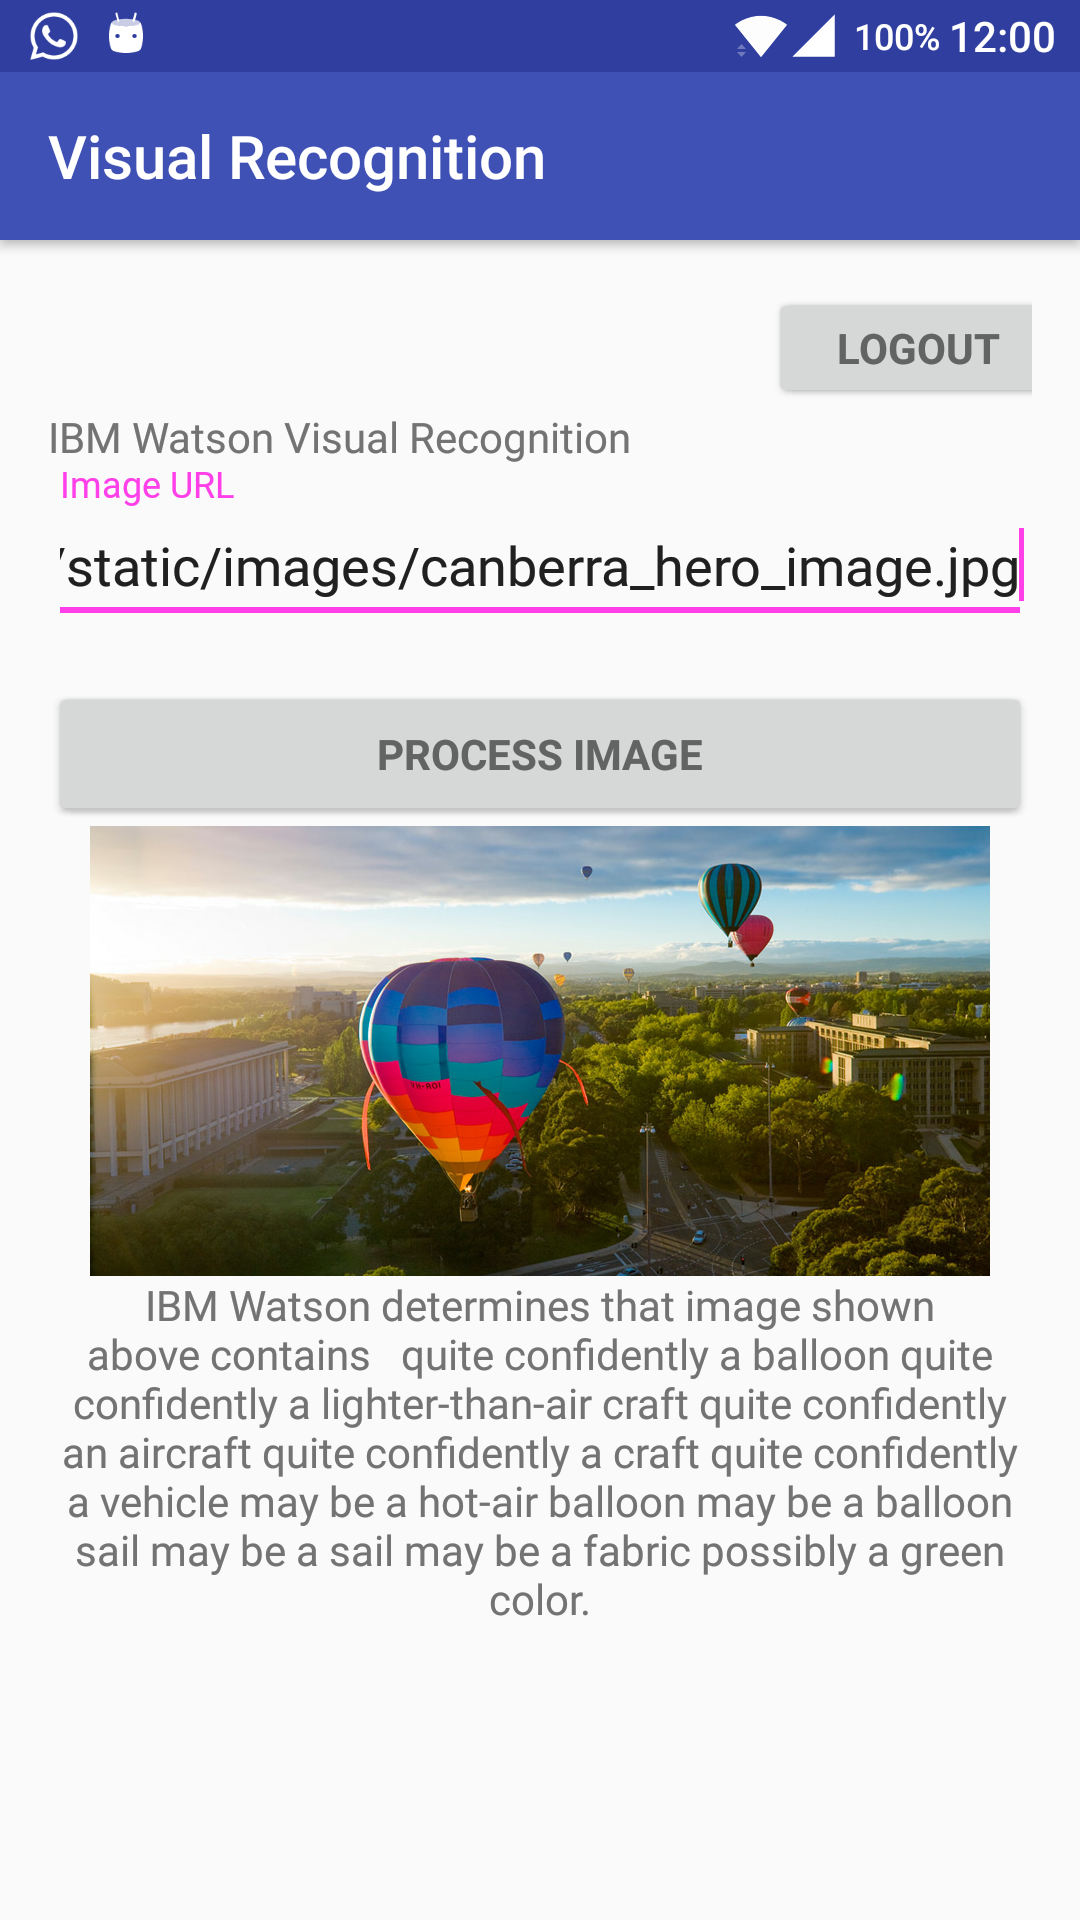 100% 12:00
Visual Recognition
LOGOUT
IBM Watson Visual Recognition
Image URL
/static/images/canberra_hero_image.jpg
PROCESS IMAGE
VH-ROI
IBM Watson determines that image shown
above contains   quite confidently a balloon quite
confidently a lighter-than-air craft quite confidently
an aircraft quite confidently a craft quite confidently
a vehicle may be a hot-air balloon may be a balloon
sail may be a sail may be a fabric possibly a green
color.